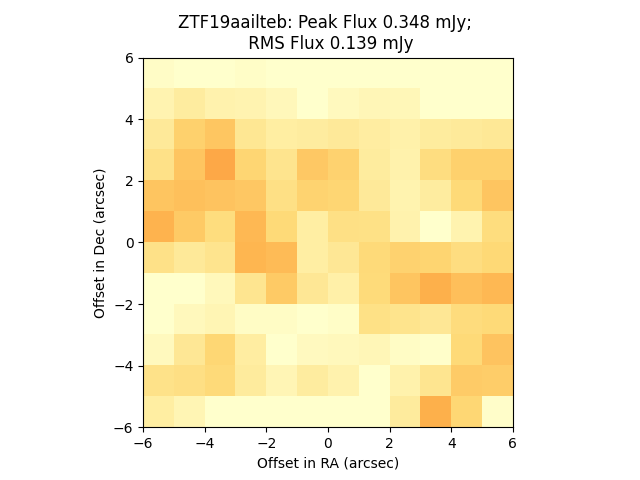 ZTF19aailteb: Peak Flux 0.348 mJy;
RMS Flux 0.139 mJy
Offset in Dec (arcsec)
6
4
2
0
−2
−4
−6
−6 −4 −2 0 2 4 6
Offset in RA (arcsec)